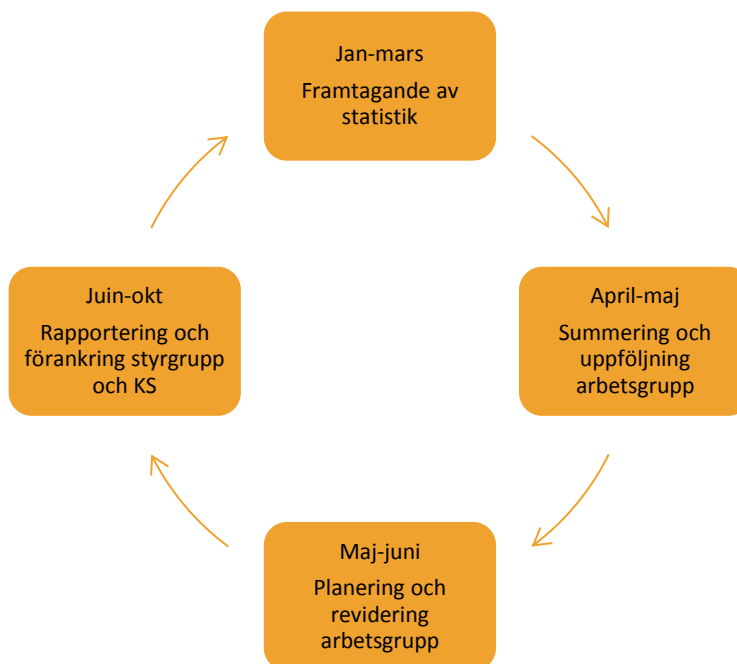 Jan-mars
Framtagande av
statistik
April-maj
Summering och
uppföljning
arbetsgrupp
Maj-juni
Planering och
revidering
arbetsgrupp
Juin-okt
Rapportering och
förankring styrgrupp
och KS